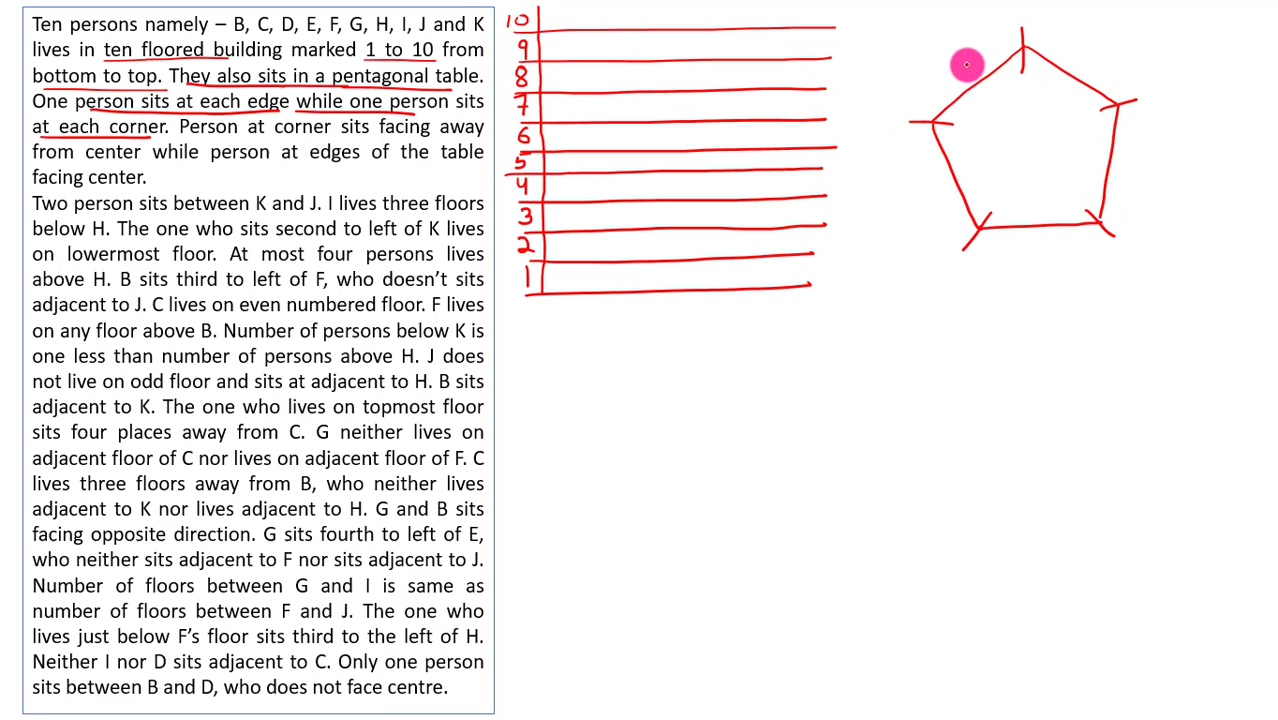 Ten persons namely – B, C, D, E, F, G, H, I, J and K
lives in ten floored building marked 1 to 10 from
bottom to top. They also sits in a pentagonal table.
One person sits at each edge while one person sits
at each corner. Person at corner sits facing away
from center while person at edges of the table
facing center.
Two person sits between K and J. I lives three floors
below H. The one who sits second to left of K lives
on lowermost floor. At most four persons lives
above H. B sits third to left of F, who doesn't sits
adjacent to J. C lives on even numbered floor. F lives
on any floor above B. Number of persons below K is
one less than number of persons above H. J does
not live on odd floor and sits at adjacent to H. B sits
adjacent to K. The one who lives on topmost floor
sits four places away from C. G neither lives on
adjacent floor of C nor lives on adjacent floor of F. C
lives three floors away from B, who neither lives
adjacent to K nor lives adjacent to H. G and B sits
facing opposite direction. G sits fourth to left of E,
who neither sits adjacent to F nor sits adjacent to J.
Number of floors between G and I is same as
number of floors between F and J. The one who
lives just below F's floor sits third to the left of H.
Neither I nor D sits adjacent to C. Only one person
sits between B and D, who does not face centre.
10
9
8
7
6
5
4
3
2
1